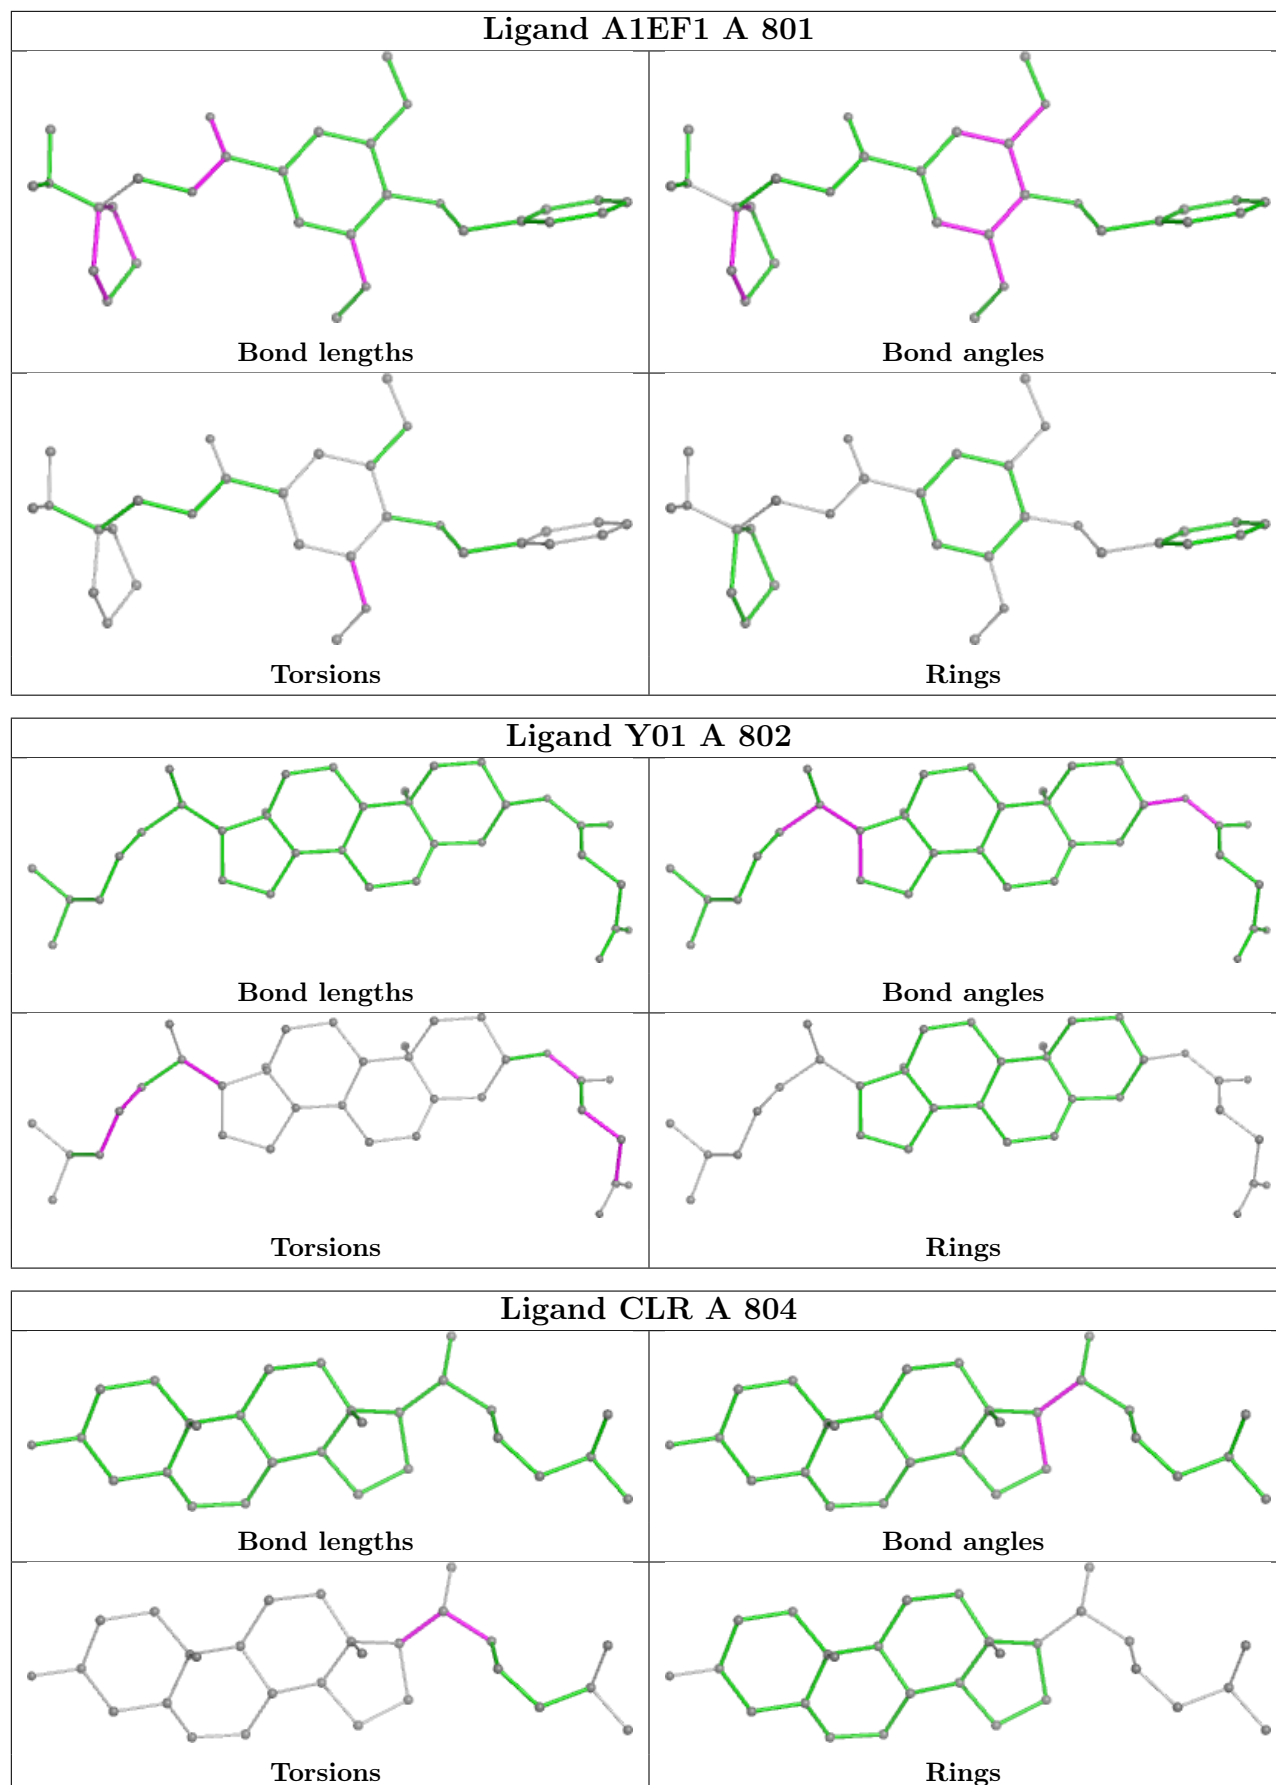 Ligand A1EF1 A 801
Bond lengths
Bond angles
Torsions
Rings
Ligand Y01 A 802
Bond lengths
Bond angles
Torsions
Rings
Ligand CLR A 804
Bond lengths
Bond angles
Torsions
Rings